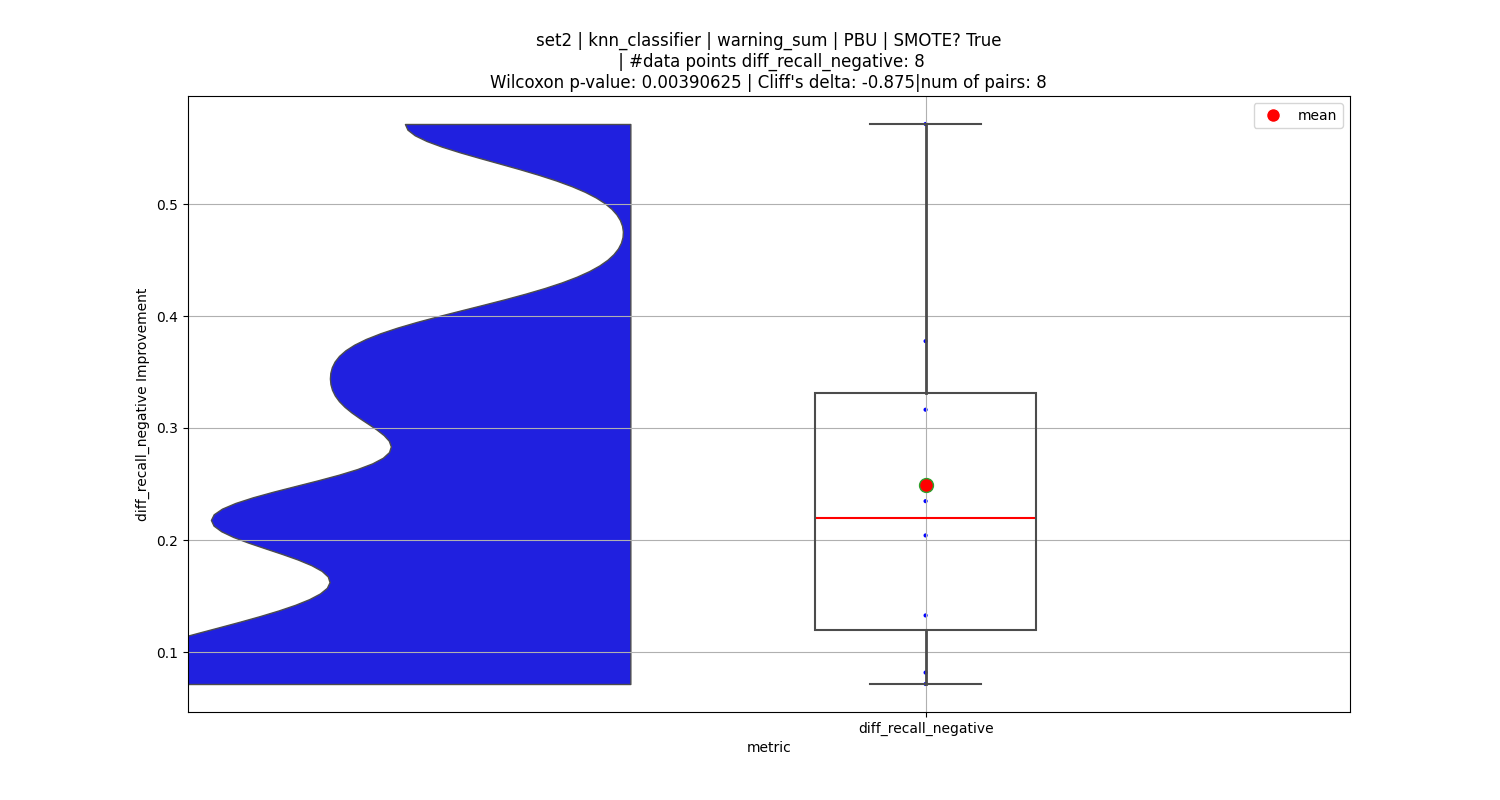 set2 | knn_classifier | warning_sum | PBU | SMOTE? True
| #data points diff_recall_negative: 8
Wilcoxon p-value: 0.00390625 | Cliff's delta: -0.875|num of pairs: 8
mean
diff_recall_negative Improvement
0.5
0.4
0.3
0.2
0.1
diff_recall_negative
metric